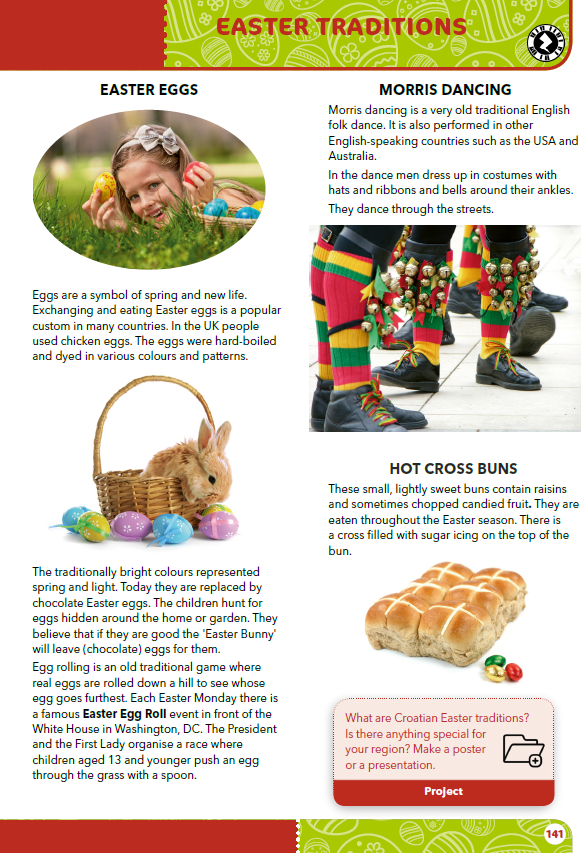 EASTER TRADITIONS
EASTER EGGS
Eggs are a symbol of spring and new life.
Exchanging and eating Easter eggs is a popular
custom in many countries. In the UK people
used chicken eggs. The eggs were hard-boiled
and dyed in various colours and patterns.
The traditionally bright colours represented
spring and light. Today they are replaced by
chocolate Easter eggs. The children hunt for
eggs hidden around the home or garden. They
believe that if they are good the 'Easter Bunny'
will leave (chocolate) eggs for them.
Egg rolling is an old traditional game where
real eggs are rolled down a hill to see whose
egg goes furthest. Each Easter Monday there is
a famous Easter Egg Roll event in front of the
White House in Washington, DC. The President
and the First Lady organise a race where
children aged 13 and younger push an egg
through the grass with a spoon.
MORRIS DANCING
Morris dancing is a very old traditional English
folk dance. It is also performed in other
English-speaking countries such as the USA and
Australia.
In the dance men dress up in costumes with
hats and ribbons and bells around their ankles.
They dance through the streets.
HOT CROSS BUNS
These small, lightly sweet buns contain raisins
and sometimes chopped candied fruit. They are
eaten throughout the Easter season. There is
a cross filled with sugar icing on the top of the
bun.
What are Croatian Easter traditions?
Is there anything special for
your region? Make a poster
or a presentation.
Project
141